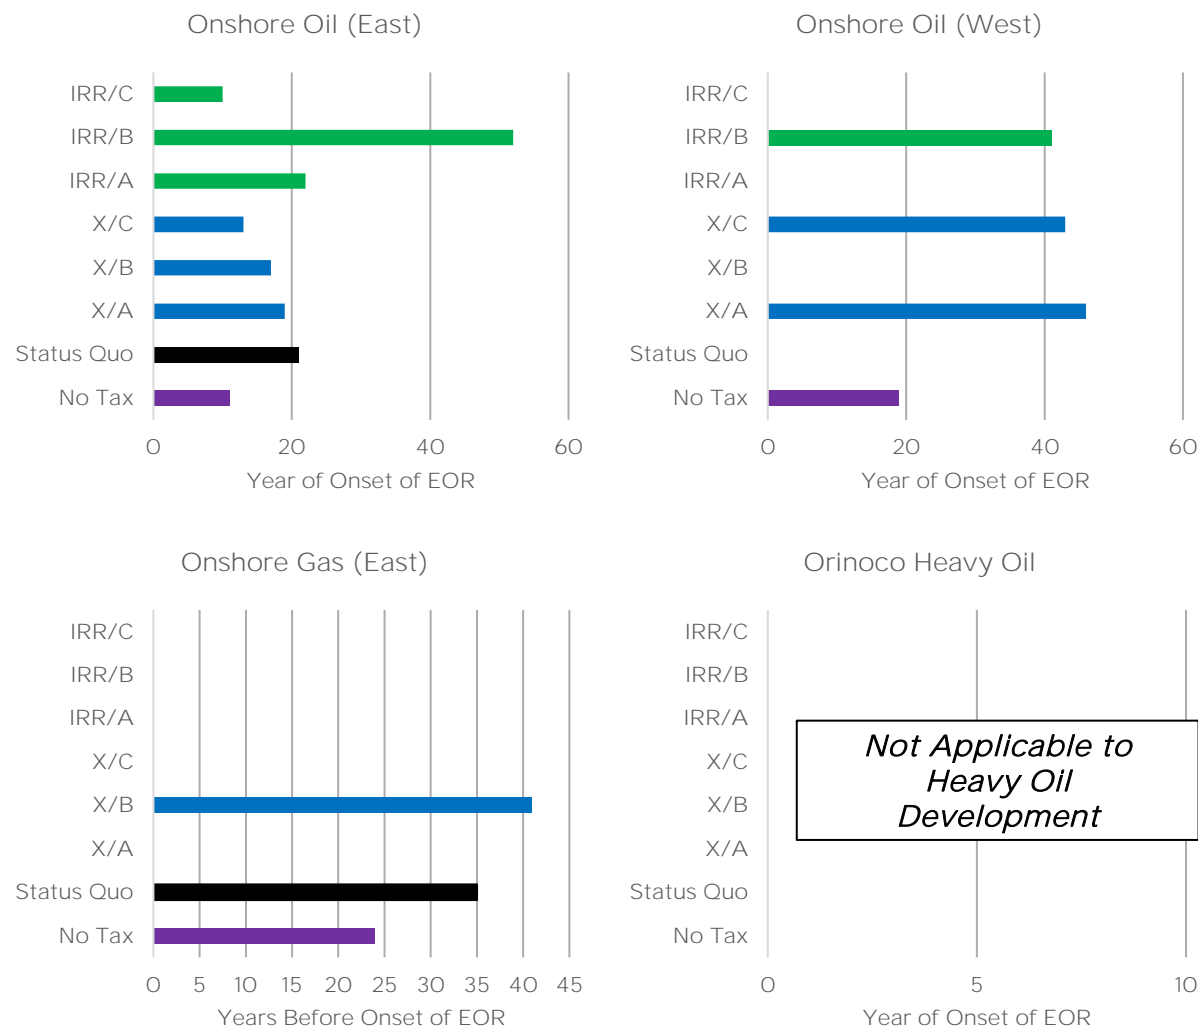 Onshore Oil (East)
IRR/C
IRR/B
IRR/A
X/C
X/B
X/A
Status Quo
No Tax
0 20 40 60
Year of Onset of EOR
Onshore Oil (West)
IRR/C
IRR/B
IRR/A
X/C
X/B
X/A
Status Quo
No Tax
0 20 40 60
Year of Onset of EOR
Onshore Gas (East)
IRR/C
IRR/B
IRR/A
X/C
X/B
X/A
Status Quo
No Tax
0 5 10 15 20 25 30 35 40 45
Years Before Onset of EOR
Orinoco Heavy Oil
IRR/C
IRR/B
IRR/A
X/C
X/B
X/A
Status Quo
No Tax
Not Applicable to
Heavy Oil
Development
0 5 10
Year of Onset of EOR